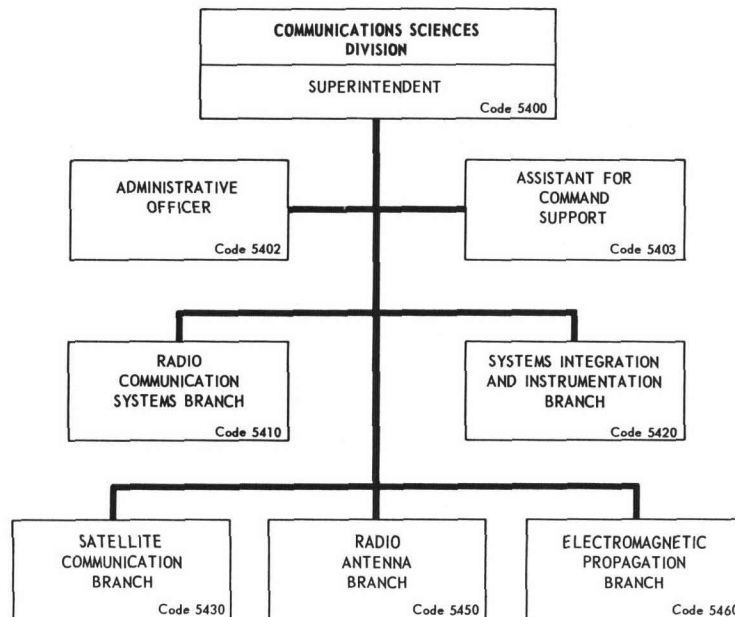 COMMUNICATIONS SCIENCES
DIVISION
SUPERINTENDENT
Code 5400
ADMINISTRATIVE
OFFICER
Code 5402
ASSISTANT FOR
COMMAND
SUPPORT
Code 5403
RADIO
COMMUNICATION
SYSTEMS BRANCH
Code 5410
SYSTEMS INTEGRATION
AND INSTRUMENTATION
BRANCH
Code 5420
SATELLITE
COMMUNICATION
BRANCH
Code 5430
RADIO
ANTENNA
BRANCH
Code 5450
ELECTROMAGNETIC
PROPAGATION
BRANCH
Code 5460